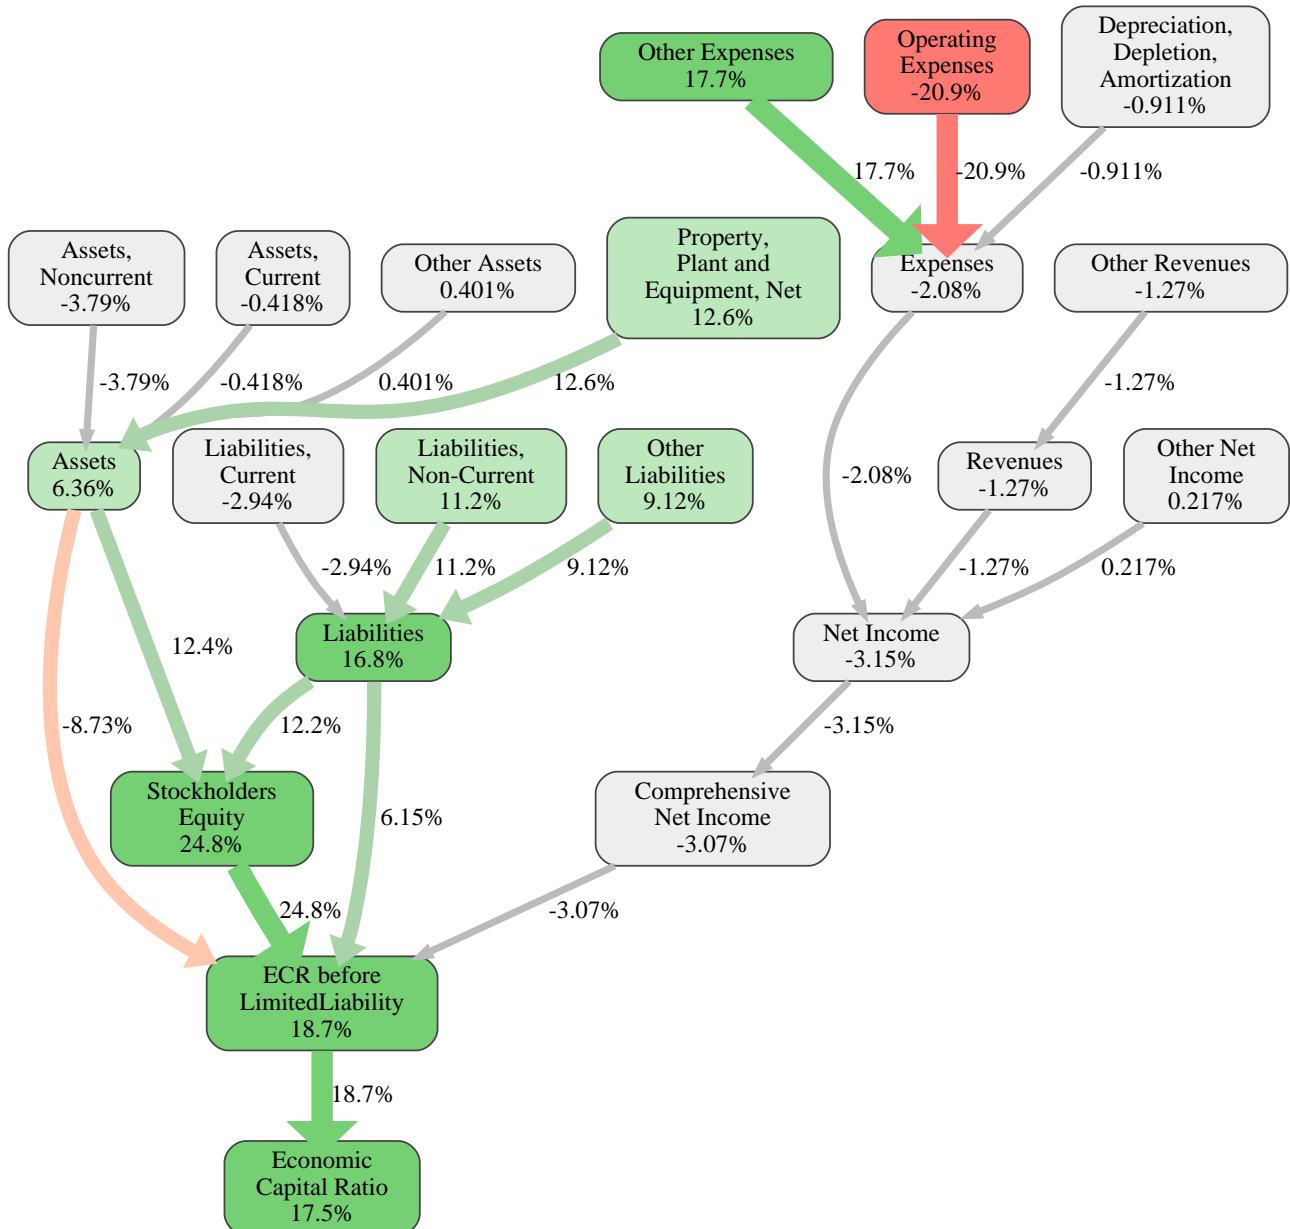 Other Expenses
17.7%
Operating
Expenses
-20.9%
Depreciation,
Depletion,
Amortization
-0.911%
17.7%
-20.9%
-0.911%
Assets,
Noncurrent
-3.79%
Assets,
Current
-0.418%
Other Assets
0.401%
Property,
Plant and
Equipment, Net
12.6%
Expenses
-2.08%
Other Revenues
-1.27%
-3.79%
-0.418%
0.401%
12.6%
-1.27%
Assets
6.36%
Liabilities,
Current
-2.94%
Liabilities,
Non-Current
11.2%
Other
Liabilities
9.12%
-2.08%
Revenues
-1.27%
Other Net
Income
0.217%
-2.94%
11.2%
9.12%
-1.27%
0.217%
12.4%
Liabilities
16.8%
Net Income
-3.15%
-8.73%
12.2%
-3.15%
Stockholders
Equity
24.8%
6.15%
Comprehensive
Net Income
-3.07%
24.8%
-3.07%
ECR before
LimitedLiability
18.7%
18.7%
Economic
Capital Ratio
17.5%